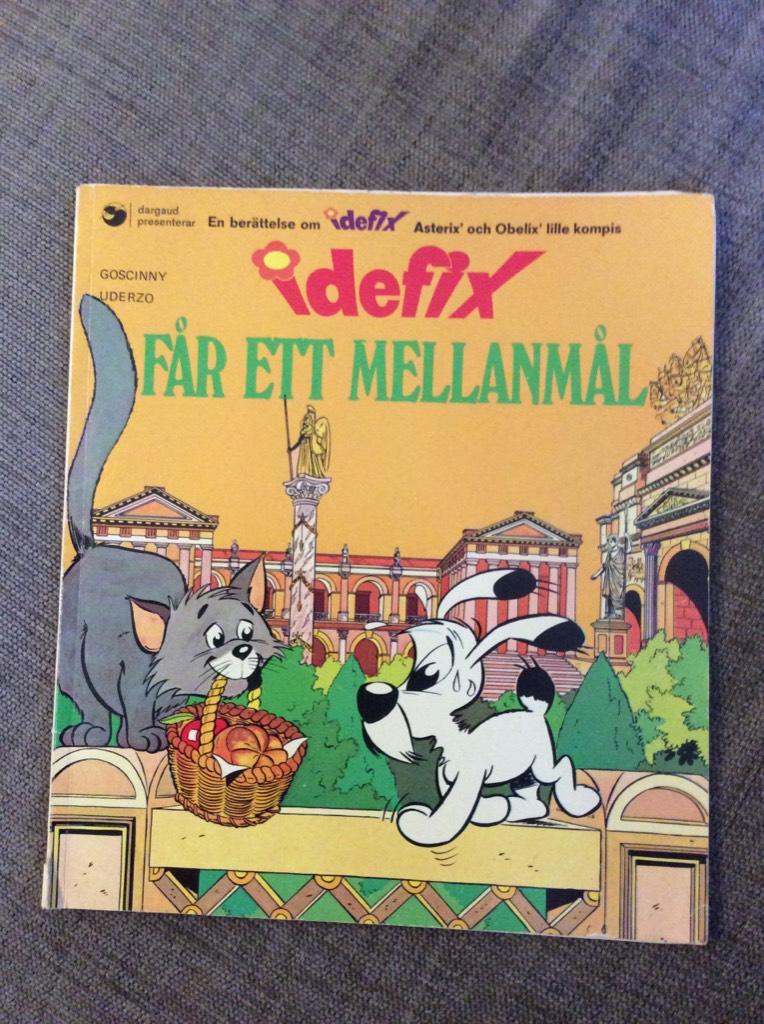 dargaud
presenterar
En berättelse om idefix Asterix' och Obelix' lille kompis
GOSCINNY
UDERZO
idefix
FÅR ETT MELLANMÅL